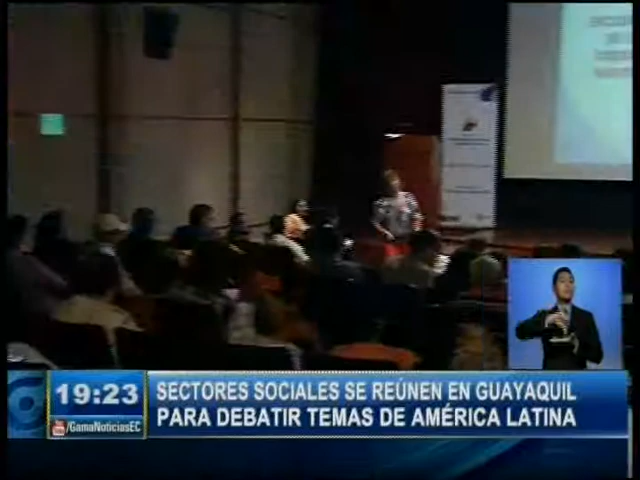 19:23
/GamaNoticiasEC
SECTORES SOCIALES SE REÚNEN EN GUAYAQUIL
PARA DEBATIR TEMAS DE AMÉRICA LATINA